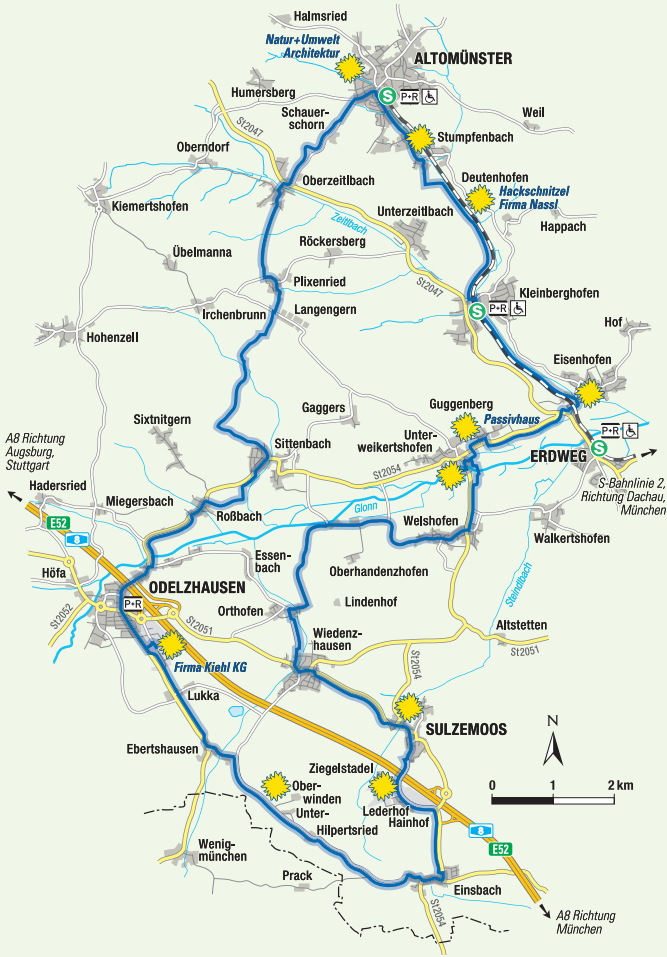 Halmsried
Natur+Umwelt
Architektur
ALTOMÜNSTER
Humersberg
S
P+R
Schauer-
schorn
Weil
St2047
Stumpfenbach
Oberndorf
Oberzeitlbach
Deutenhofen
Hackschnitzel
Firma Nassl
Kiemertshofen
Zeitlbach
Unterzeitlbach
Happach
Übelmanna
Röckersberg
Plixenried
St2047
Kleinberghofen
Irchenbrunn
Langengern
S
P+R
Hof
Hohenzell
Eisenhofen
Gaggers
Guggenberg
Passivhaus
Sixtnitgern
Unter-
weikertshofen
A8 Richtung
Augsburg,
Stuttgart
Sittenbach
ERDWEG
S
P+R
St2054
S-Bahnlinie 2,
Richtung Dachau,
München
Hadersried
Miegersbach
Roßbach
Glonn
E52
8
Welshofen
Walkertshofen
Essen-
bach
Oberhandenzhofen
Höfa
ODELZHAUSEN
Steindlbach
P+R
Orthofen
Lindenhof
St2052
St2051
Wiedenz-
hausen
Altstetten
St2051
Firma Kiehl KG
St2054
Lukka
SULZEMOOS
N
Ebertshausen
Ziegelstadel
Ober-
winden
0 1 2 km
Unter-
Lederhof
Hainhof
Hilpertsried
8
E52
Wenig-
münchen
Prack
Einsbach
St2054
A8 Richtung
München